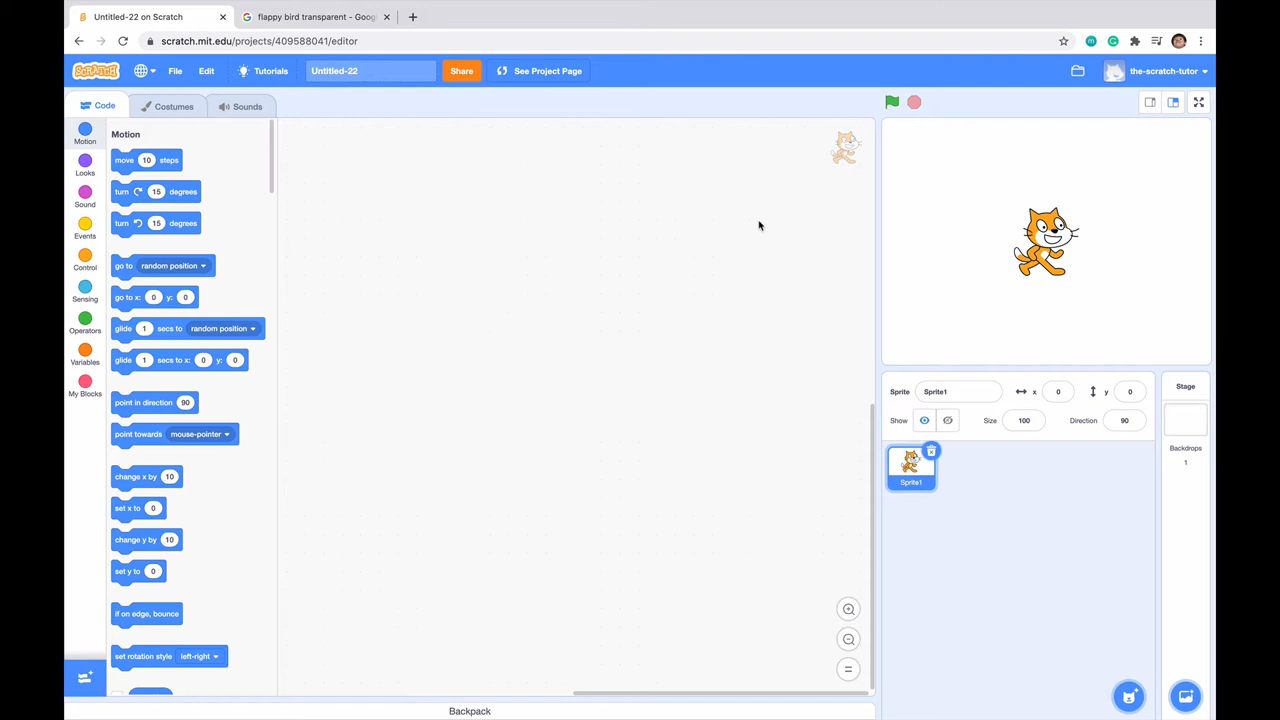 Untitled-22 on Scratch
flappy bird transparent - Goog
scratch.mit.edu/projects/409588041/editor
SCRATCH File Edit Tutorials Untitled-22 Share See Project Page the-scratch-tutor
Code Costumes Sounds
Motion
Looks
Sound
Events
Control
Sensing
Operators
Variables
My Blocks
Motion
move 10 steps
turn 15 degrees
turn 15 degrees
go to random position
go to x: 0 y: 0
glide 1 secs to random position
glide 1 secs to x: 0 y: 0
point in direction 90
point towards mouse-pointer
change x by 10
set x to 0
change y by 10
set y to 0
if on edge, bounce
set rotation style left-right
Sprite Sprite1 x 0 y 0
Show Size 100 Direction 90
Sprite1
Stage
Backdrops
1
Backpack